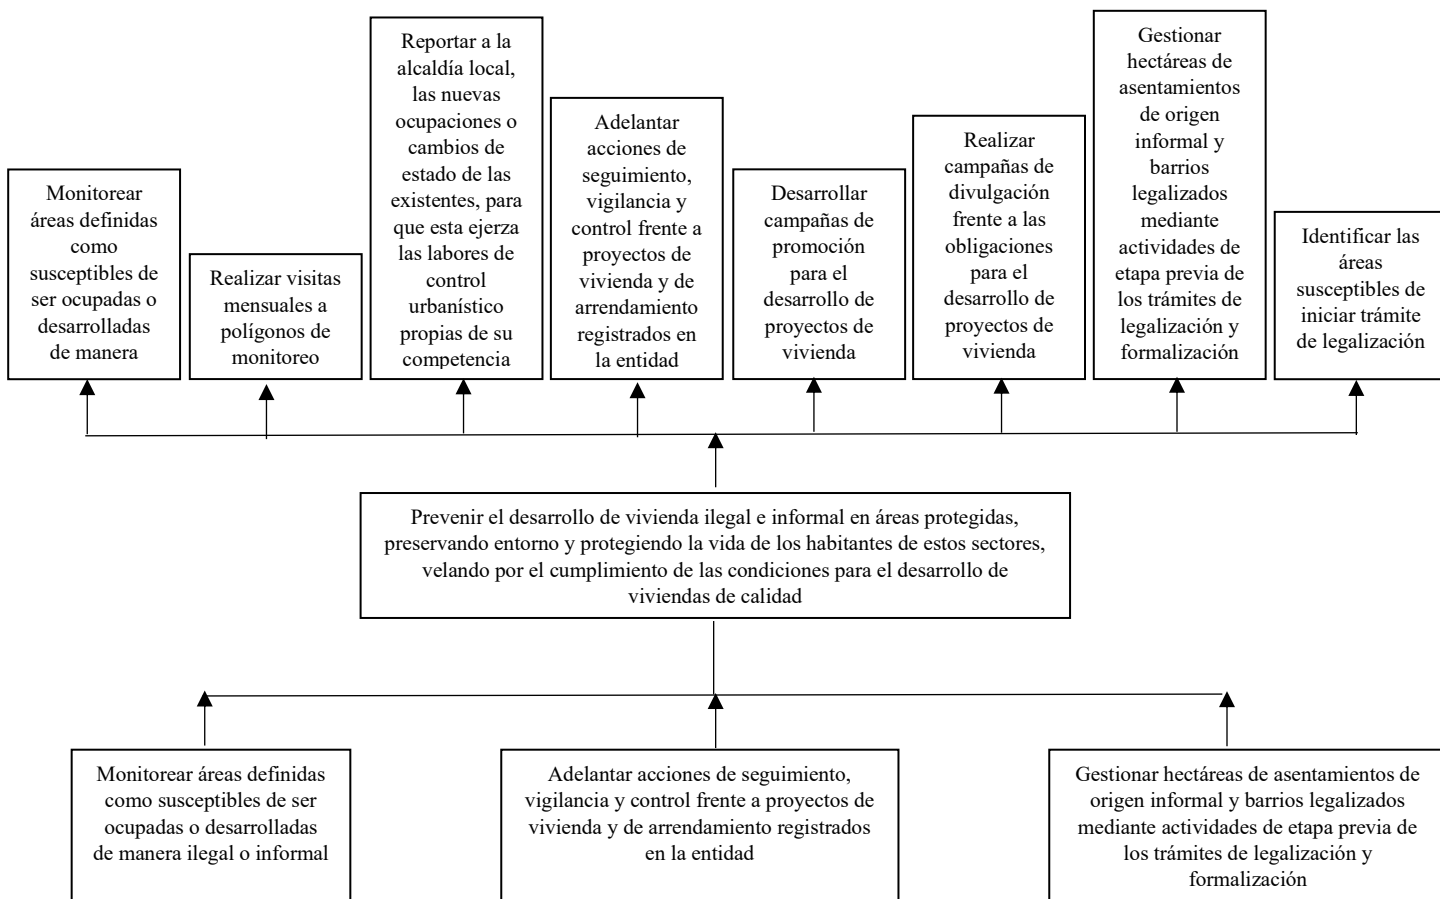 Monitorear
áreas definidas
como
susceptibles de
ser ocupadas o
desarrolladas
de manera
Realizar visitas
mensuales a
polígonos de
monitoreo
Reportar a la
alcaldía local,
las nuevas
ocupaciones o
cambios de
estado de las
existentes, para
que esta ejerza
las labores de
control
urbanístico
propias de su
competencia
Adelantar
acciones de
seguimiento,
vigilancia y
control frente a
proyectos de
vivienda y de
arrendamiento
registrados en
la entidad
Desarrollar
campañas de
promoción
para el
desarrollo de
proyectos de
vivienda
Realizar
campañas de
divulgación
frente a las
obligaciones
para el
desarrollo de
proyectos de
vivienda
Gestionar
hectáreas de
asentamientos
de origen
informal y
barrios
legalizados
mediante
actividades de
etapa previa de
los trámites de
legalización y
formalización
Identificar las
áreas
susceptibles de
iniciar trámite
de legalización
Prevenir el desarrollo de vivienda ilegal e informal en áreas protegidas,
preservando entorno y protegiendo la vida de los habitantes de estos sectores,
velando por el cumplimiento de las condiciones para el desarrollo de
viviendas de calidad
Monitorear áreas definidas
como susceptibles de ser
ocupadas o desarrolladas
de manera ilegal o informal
Adelantar acciones de seguimiento,
vigilancia y control frente a proyectos de
vivienda y de arrendamiento registrados
en la entidad
Gestionar hectáreas de asentamientos de
origen informal y barrios legalizados
mediante actividades de etapa previa de
los trámites de legalización y
formalización